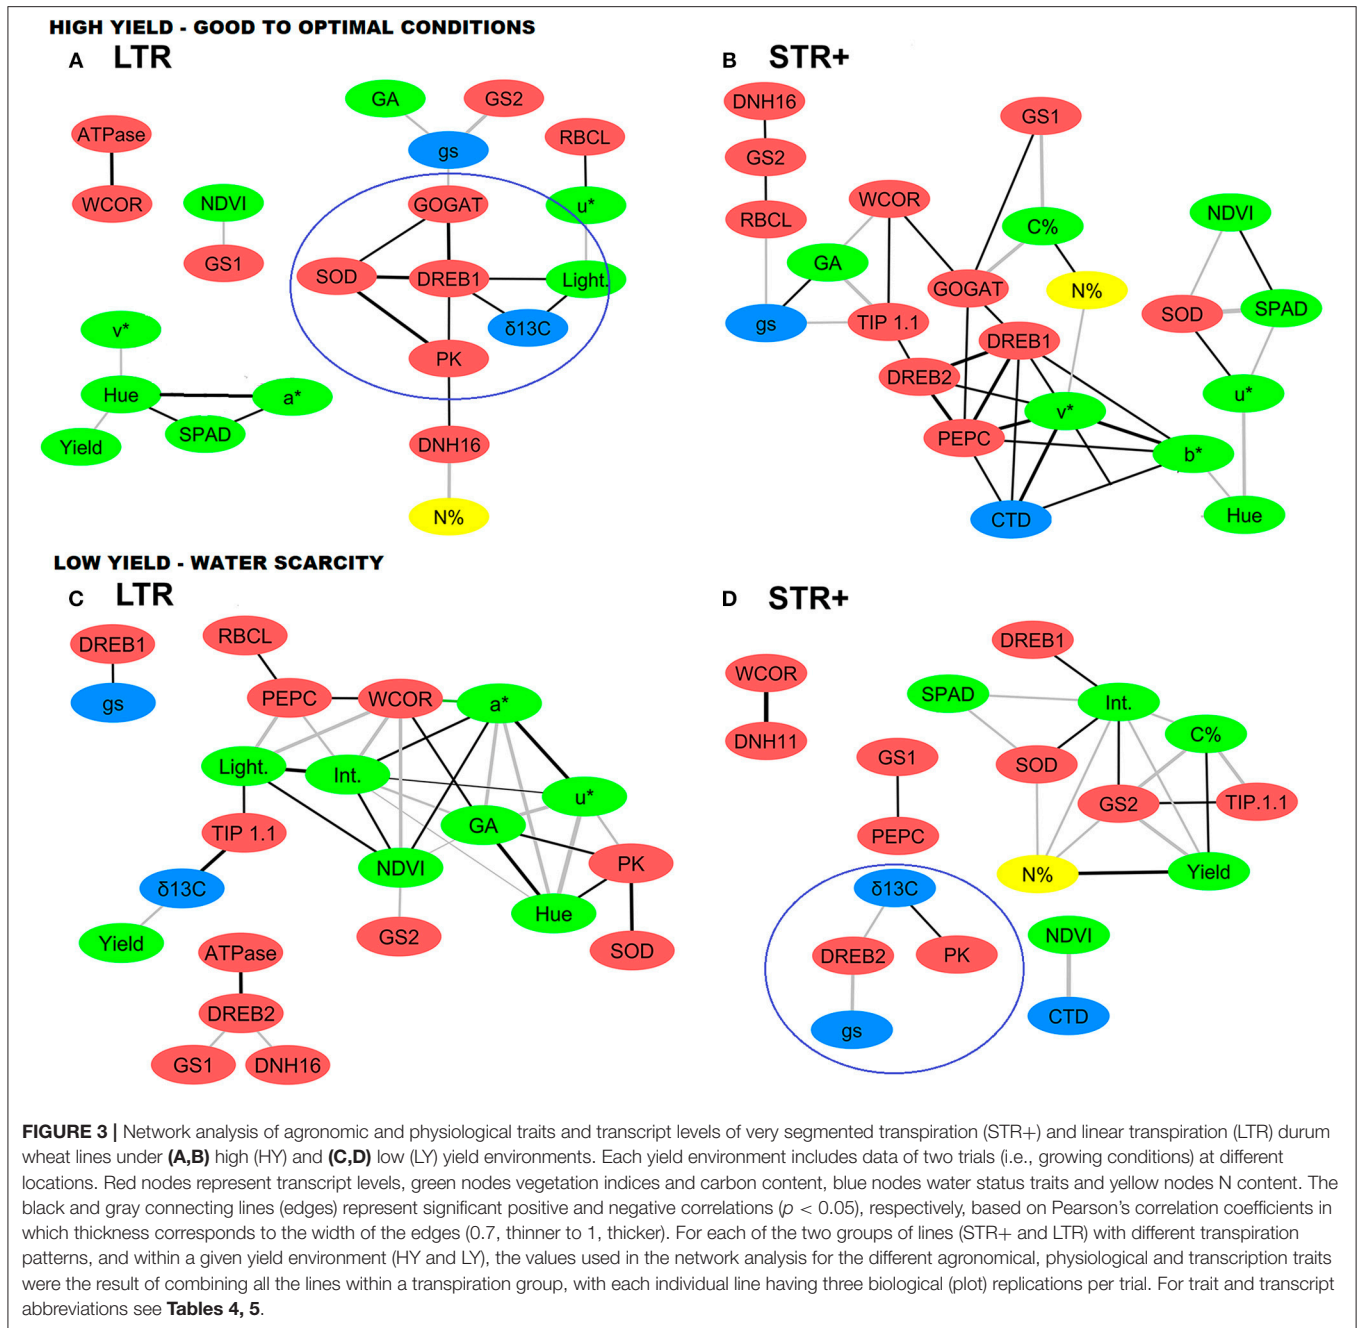 HIGH YIELD - GOOD TO OPTIMAL CONDITIONS
A LTR
GA
GS2
ATPase
RBCL
gs
WCOR
NDVI
GOGAT
u*
GS1
SOD
DREB1
Light.
δ13C
v*
PK
Hue
a*
SPAD
Yield
DNH16
N%
B STR+
DNH16
GS1
GS2
WCOR
RBCL
NDVI
C%
GA
GOGAT
N%
SOD
SPAD
gs
TIP 1.1
DREB1
DREB2
u*
v*
PEPC
b*
CTD
Hue
LOW YIELD - WATER SCARCITY
C LTR
DREB1
RBCL
gs
PEPC
WCOR
a*
Light.
Int.
u*
TIP 1.1
GA
NDVI
PK
δ13C
Hue
Yield
GS2
SOD
ATPase
DREB2
GS1
DNH16
D STR+
DREB1
WCOR
SPAD
Int.
DNH11
C%
GS1
SOD
GS2
TIP.1.1
PEPC
N%
Yield
δ13C
NDVI
DREB2
PK
CTD
gs
FIGURE 3 | Network analysis of agronomic and physiological traits and transcript levels of very segmented transpiration (STR+) and linear transpiration (LTR) durum
wheat lines under (A,B) high (HY) and (C,D) low (LY) yield environments. Each yield environment includes data of two trials (i.e., growing conditions) at different
locations. Red nodes represent transcript levels, green nodes vegetation indices and carbon content, blue nodes water status traits and yellow nodes N content. The
black and gray connecting lines (edges) represent significant positive and negative correlations (p < 0.05), respectively, based on Pearson's correlation coefficients in
which thickness corresponds to the width of the edges (0.7, thinner to 1, thicker). For each of the two groups of lines (STR+ and LTR) with different transpiration
patterns, and within a given yield environment (HY and LY), the values used in the network analysis for the different agronomical, physiological and transcription traits
were the result of combining all the lines within a transpiration group, with each individual line having three biological (plot) replications per trial. For trait and transcript
abbreviations see Tables 4, 5.